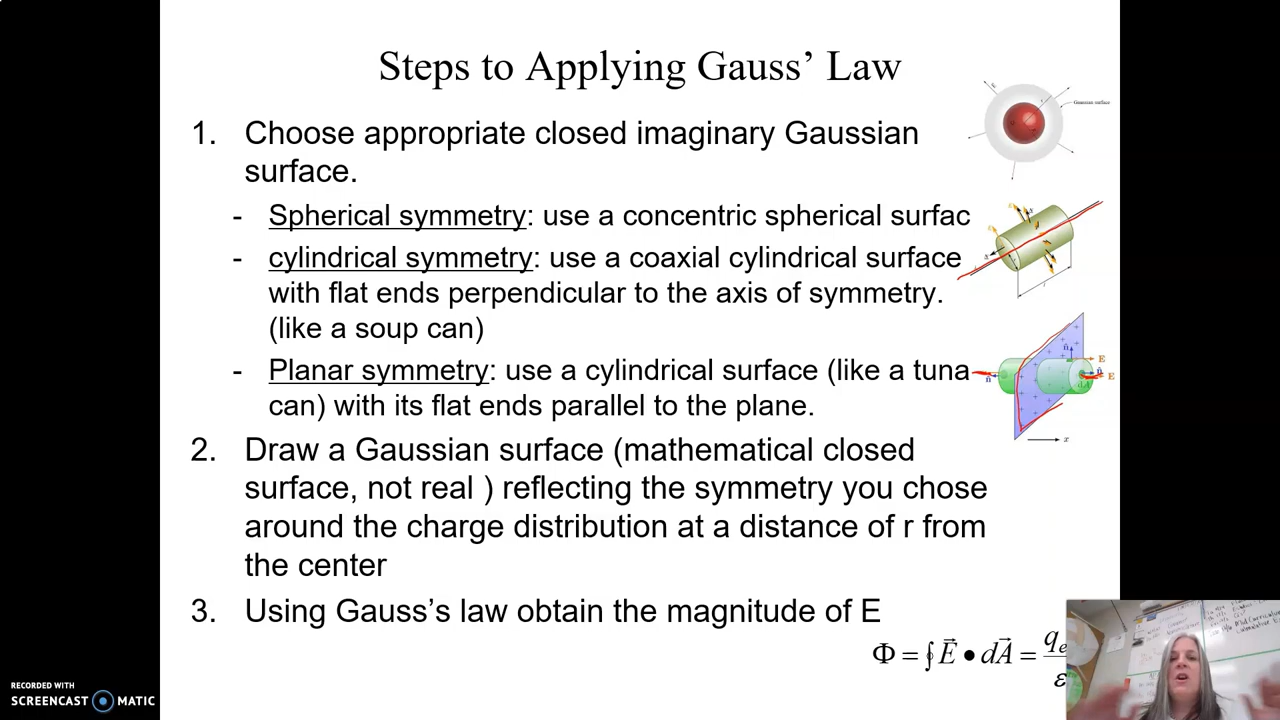 Steps to Applying Gauss' Law
1. Choose appropriate closed imaginary Gaussian
surface.
- Spherical symmetry: use a concentric spherical surfac
- cylindrical symmetry: use a coaxial cylindrical surface
with flat ends perpendicular to the axis of symmetry.
(like a soup can)
- Planar symmetry: use a cylindrical surface (like a tuna
can) with its flat ends parallel to the plane.
2. Draw a Gaussian surface (mathematical closed
surface, not real ) reflecting the symmetry you chose
around the charge distribution at a distance of r from
the center
3. Using Gauss's law obtain the magnitude of E
Φ = ∮ E⃗ • dA⃗ = qe
ε
Gaussian surface
n̂
E
n̂
n̂
E
x
RECORDED WITH
SCREENCAST MATIC